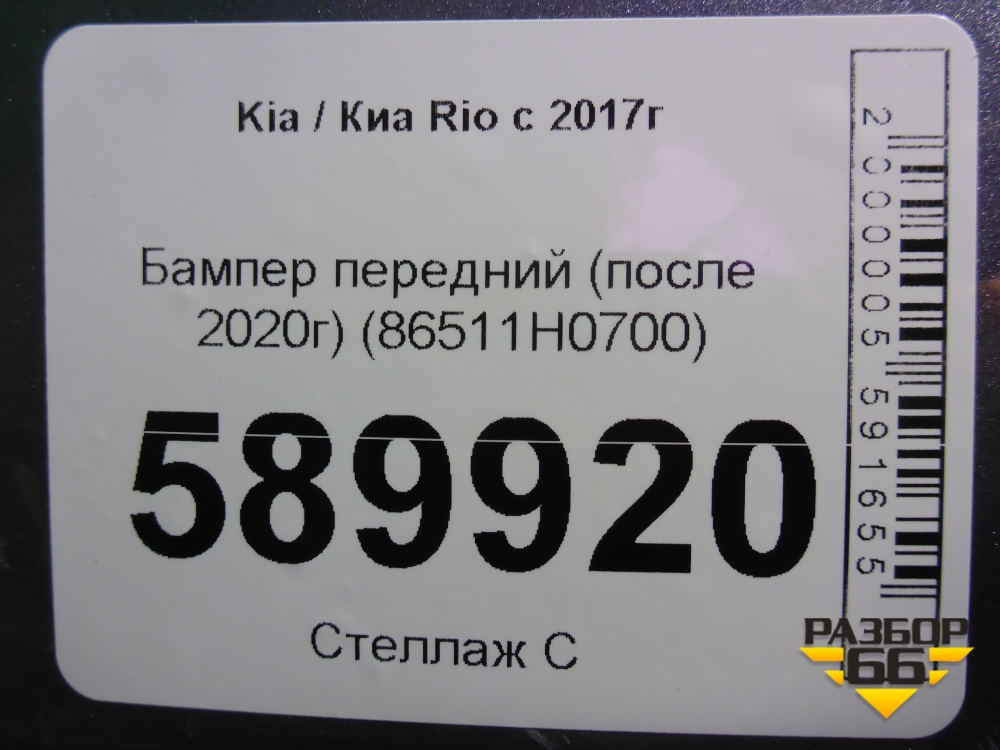 Kia / Киа Rio с 2017г
Бампер передний (после
2020г) (86511H0700)
589920
Стеллаж С
2000005591655
РАЗБОР
66